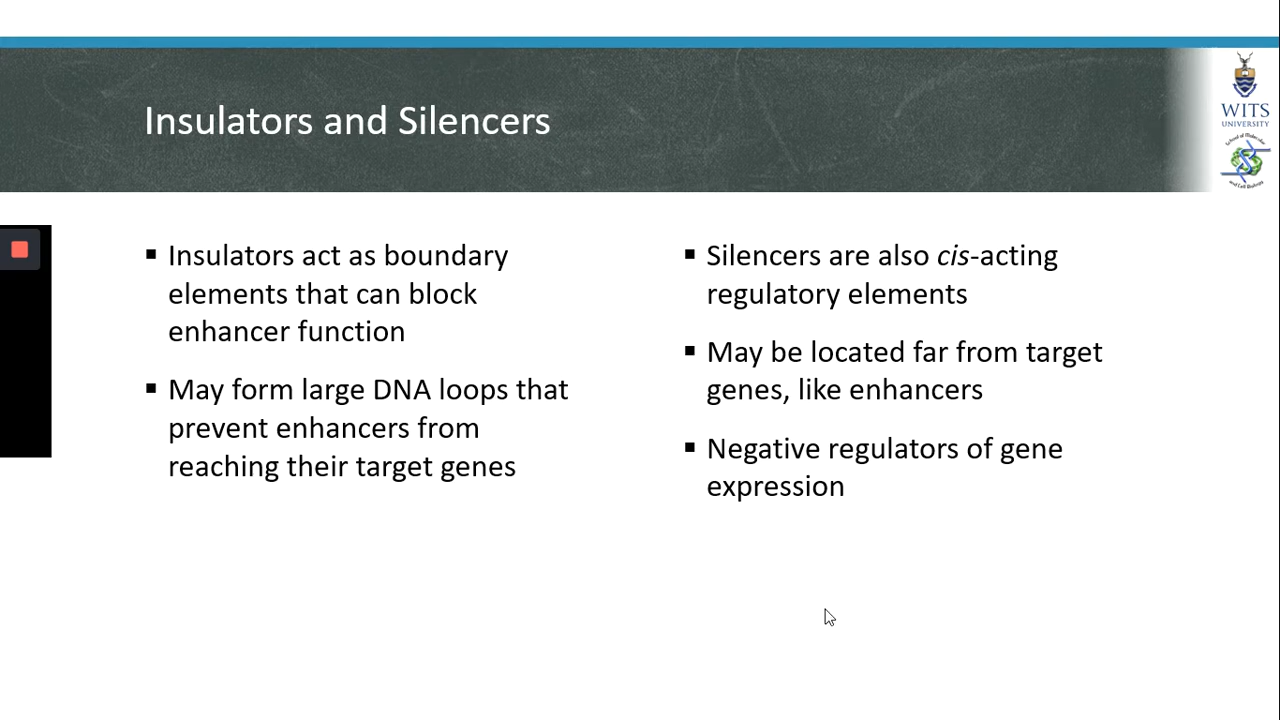 Insulators and Silencers
WITS
UNIVERSITY
▪ Insulators act as boundary
elements that can block
enhancer function
▪ May form large DNA loops that
prevent enhancers from
reaching their target genes
▪ Silencers are also cis-acting
regulatory elements
▪ May be located far from target
genes, like enhancers
▪ Negative regulators of gene
expression